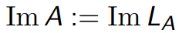 Im A := Im L_A